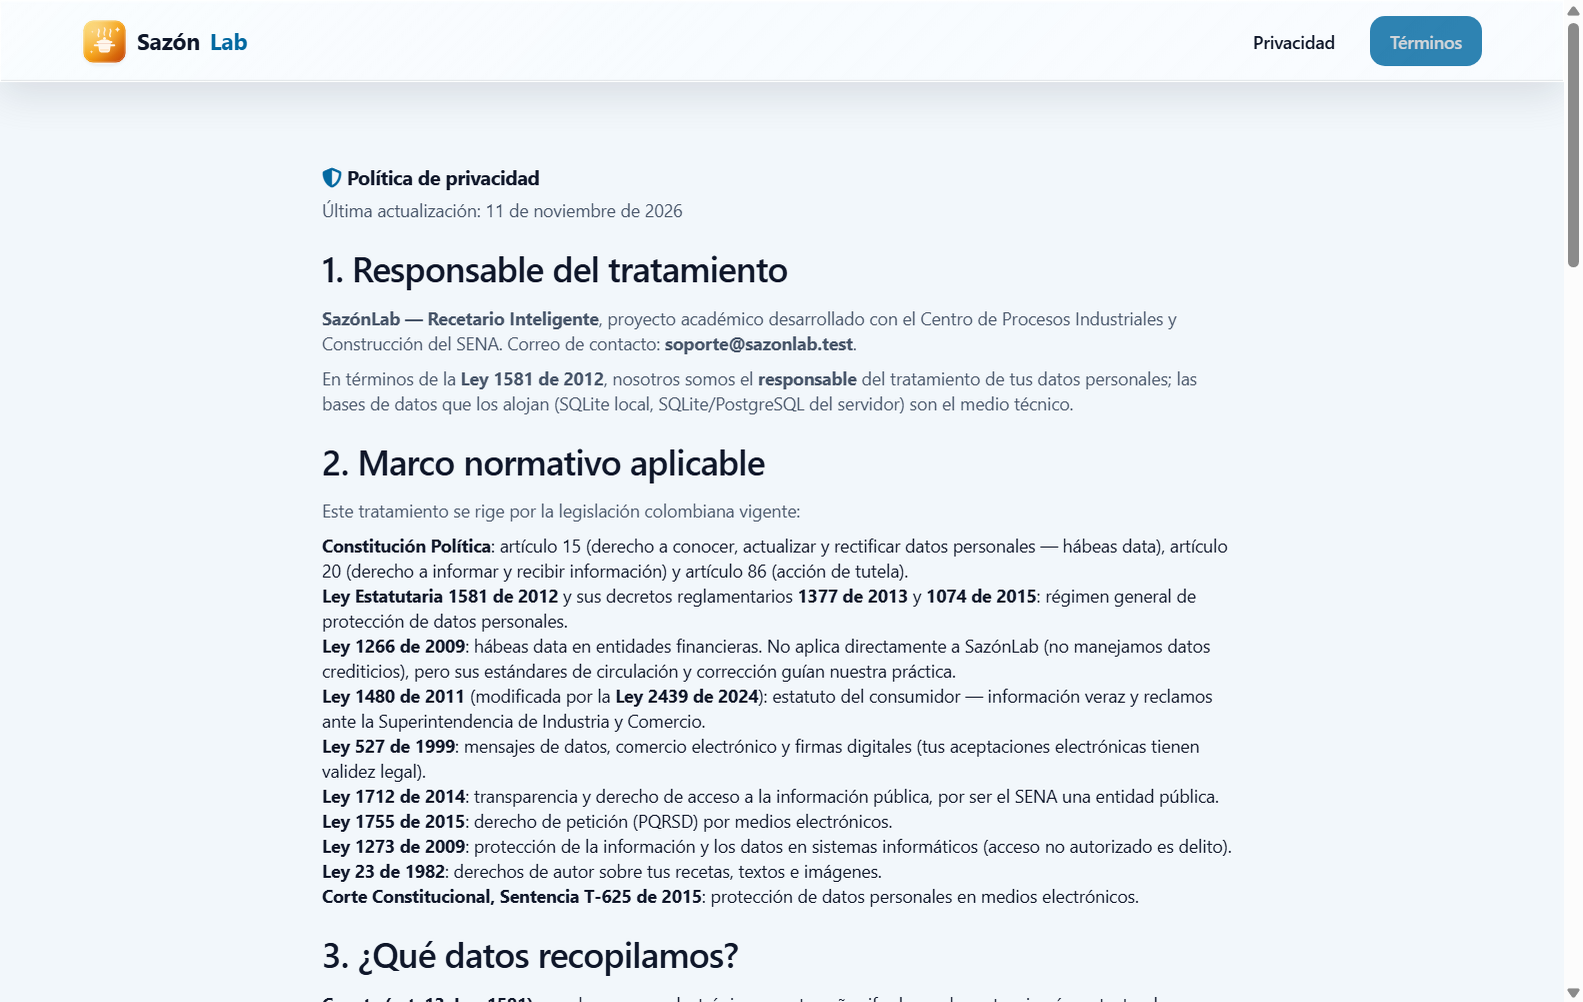 Sazón Lab
Privacidad
Términos
Política de privacidad
Última actualización: 11 de noviembre de 2026
1. Responsable del tratamiento
SazónLab — Recetario Inteligente, proyecto académico desarrollado con el Centro de Procesos Industriales y
Construcción del SENA. Correo de contacto: soporte@sazonlab.test.
En términos de la Ley 1581 de 2012, nosotros somos el responsable del tratamiento de tus datos personales; las
bases de datos que los alojan (SQLite local, SQLite/PostgreSQL del servidor) son el medio técnico.
2. Marco normativo aplicable
Este tratamiento se rige por la legislación colombiana vigente:
Constitución Política: artículo 15 (derecho a conocer, actualizar y rectificar datos personales — hábeas data), artículo
20 (derecho a informar y recibir información) y artículo 86 (acción de tutela).
Ley Estatutaria 1581 de 2012 y sus decretos reglamentarios 1377 de 2013 y 1074 de 2015: régimen general de
protección de datos personales.
Ley 1266 de 2009: hábeas data en entidades financieras. No aplica directamente a SazónLab (no manejamos datos
crediticios), pero sus estándares de circulación y corrección guían nuestra práctica.
Ley 1480 de 2011 (modificada por la Ley 2439 de 2024): estatuto del consumidor — información veraz y reclamos
ante la Superintendencia de Industria y Comercio.
Ley 527 de 1999: mensajes de datos, comercio electrónico y firmas digitales (tus aceptaciones electrónicas tienen
validez legal).
Ley 1712 de 2014: transparencia y derecho de acceso a la información pública, por ser el SENA una entidad pública.
Ley 1755 de 2015: derecho de petición (PQRSD) por medios electrónicos.
Ley 1273 de 2009: protección de la información y los datos en sistemas informáticos (acceso no autorizado es delito).
Ley 23 de 1982: derechos de autor sobre tus recetas, textos e imágenes.
Corte Constitucional, Sentencia T-625 de 2015: protección de datos personales en medios electrónicos.
3. ¿Qué datos recopilamos?